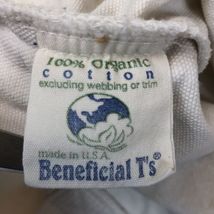 100% Organic
cotton
excluding webbing or trim
made in U.S.A.
Beneficial T's®